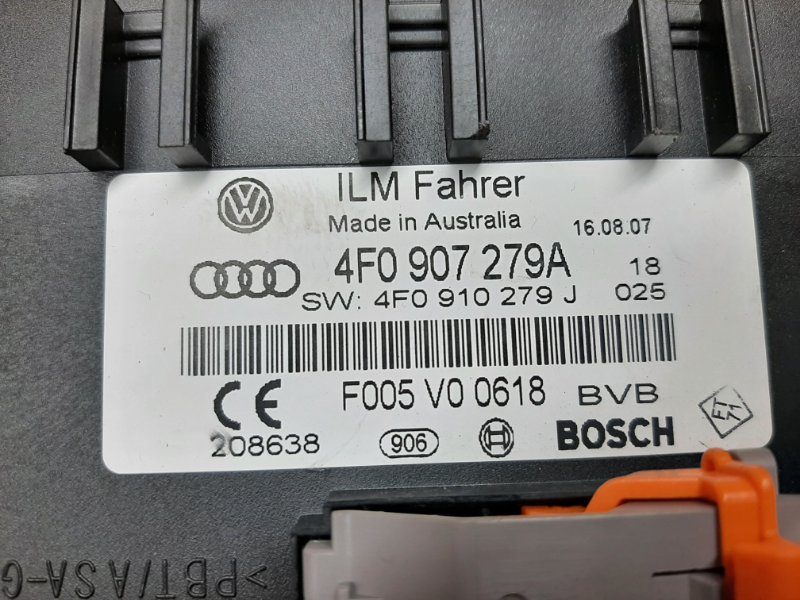 ILM Fahrer
Made in Australia 16.08.07
4F0 907 279A 18
SW: 4F0 910 279 J 025
F005 V0 0618 BVB
CE
208638 906 BOSCH
>PBT/ASA-G